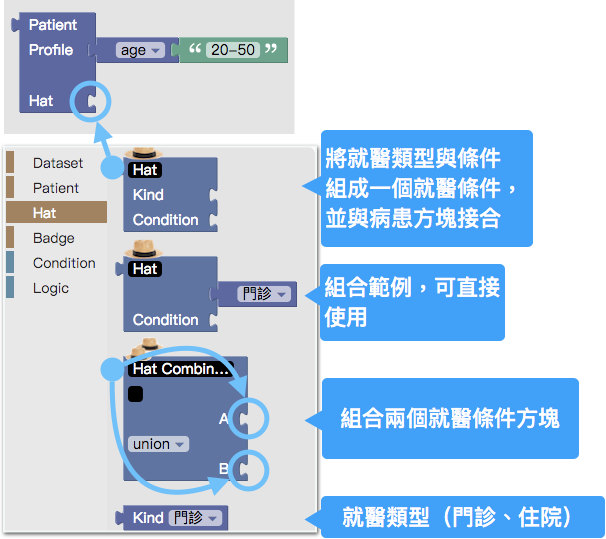 Patient
Profile age “ 20-50 ”
Hat
Dataset
Patient
Hat
Badge
Condition
Logic
Hat
Kind
Condition
Hat
門診
Condition
Hat Combin...
A
union
B
Kind 門診
將就醫類型與條件
組成一個就醫條件，
並與病患方塊接合
組合範例，可直接
使用
組合兩個就醫條件方塊
就醫類型（門診、住院）